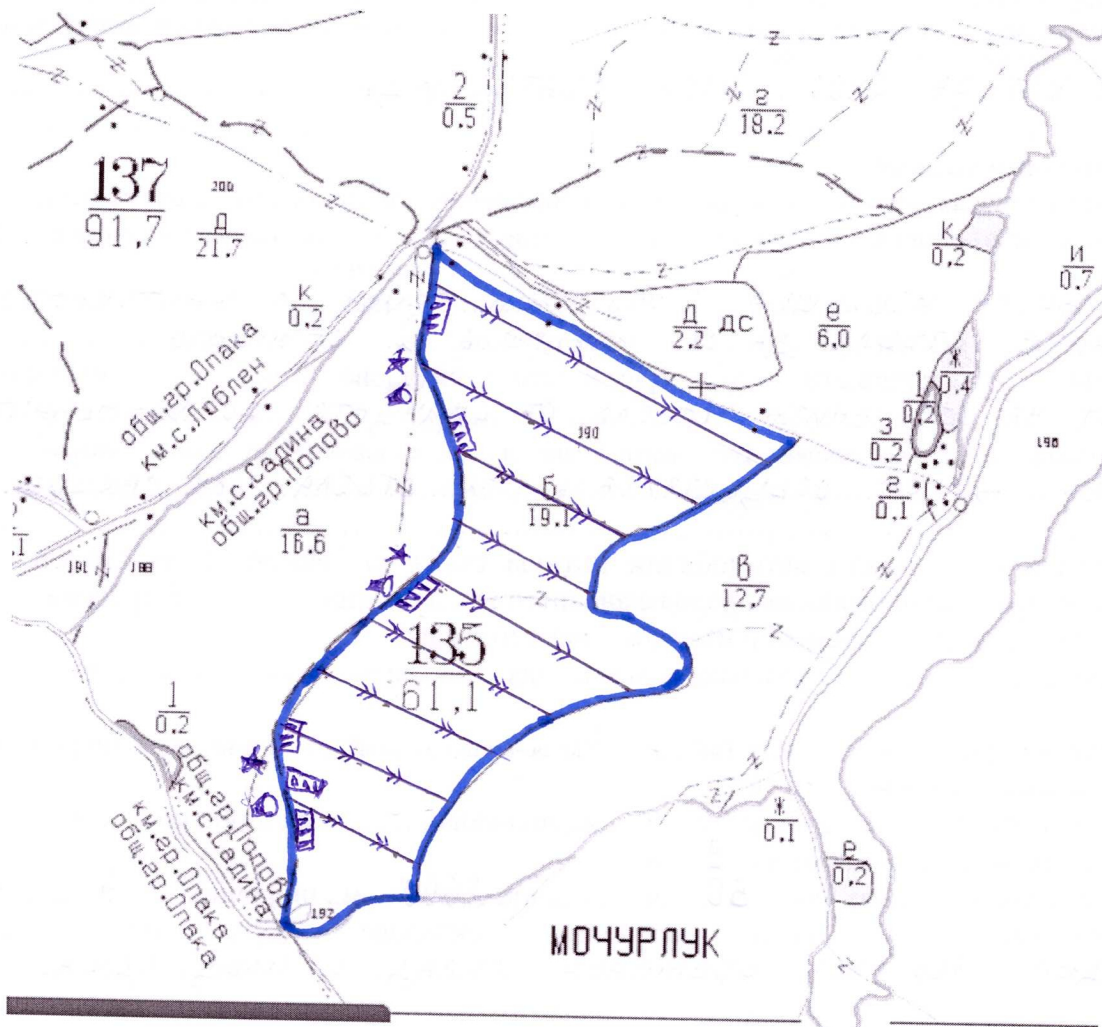 2
0.5
г
18.2
137
91,7
200
д
21.7
к
0.2
и
0.7
к
0.2
общ.гр.Опака
км.с.Люблен
д
2.2
дс
е
6.0
ж
0.4
1
0.2
190
з
0.2
198
км.с.Садина
общ.гр.Попово
б
19.1
г
0.1
а
16.6
191
188
в
12,7
135
61,1
1
0.2
общ.гр.Попово
км.с.Садина
км.гр.Опака
общ.гр.Опака
ж
0.1
р
0,2
192
МОЧУРЛУК